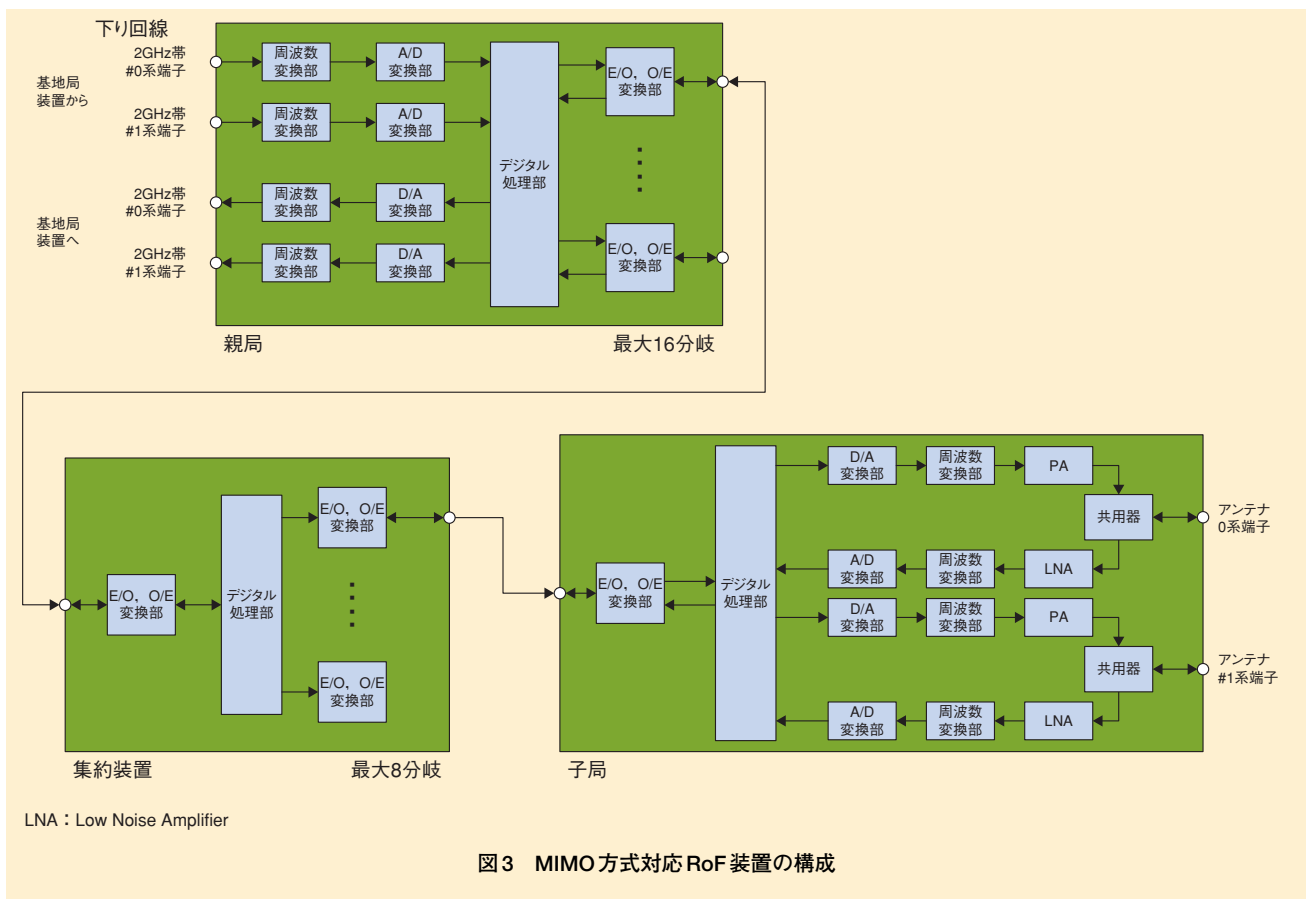 下り回線
2GHz帯
#0系端子
基地局
装置から
2GHz帯
#1系端子
2GHz帯
#0系端子
基地局
装置へ
2GHz帯
#1系端子
周波数
変換部
A/D
変換部
周波数
変換部
A/D
変換部
周波数
変換部
D/A
変換部
周波数
変換部
D/A
変換部
デジタル
処理部
E/O，O/E
変換部
E/O，O/E
変換部
親局
最大16分岐
E/O，O/E
変換部
デジタル
処理部
E/O，O/E
変換部
E/O，O/E
変換部
集約装置
最大8分岐
E/O，O/E
変換部
デジタル
処理部
D/A
変換部
周波数
変換部
PA
共用器
アンテナ
0系端子
A/D
変換部
周波数
変換部
LNA
D/A
変換部
周波数
変換部
PA
共用器
アンテナ
#1系端子
A/D
変換部
周波数
変換部
LNA
子局
LNA：Low Noise Amplifier
図3　MIMO方式対応RoF装置の構成